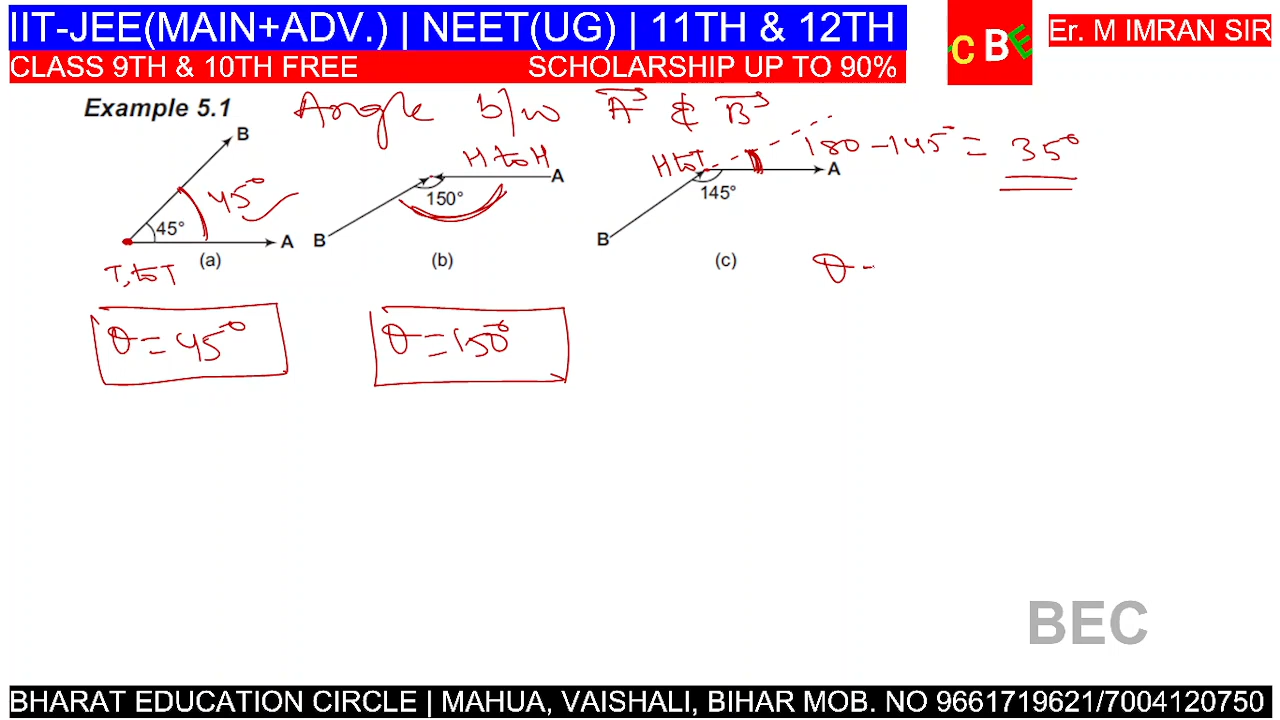 IIT-JEE(MAIN+ADV.) | NEET(UG) | 11TH & 12TH
CLASS 9TH & 10TH FREE SCHOLARSHIP UP TO 90%
CBE
Er. M IMRAN SIR
Example 5.1 Angle b/w A & B
B
45°
45°
A
T, to T
(a)
θ = 45°
H to H
A
150°
B
(b)
θ = 150°
H to T
180 - 145° = 35°
A
145°
B
(c)
θ -
BEC
BHARAT EDUCATION CIRCLE | MAHUA, VAISHALI, BIHAR MOB. NO 9661719621/7004120750